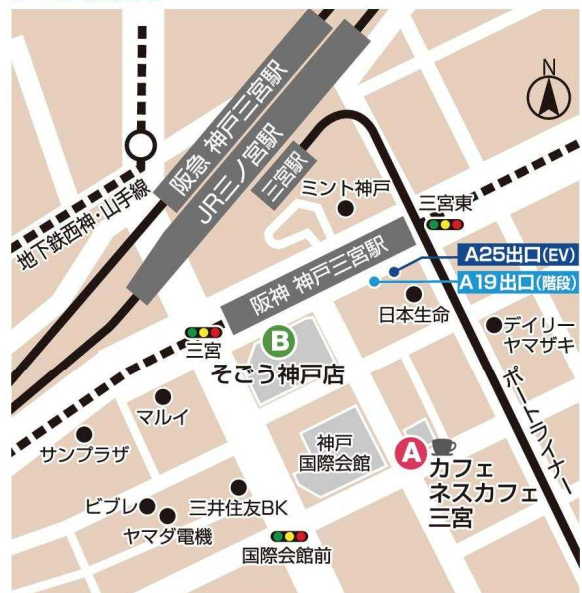 N
阪急 神戸三宮駅
JR三ノ宮駅
三宮駅
地下鉄西神・山手線
ミント神戸
三宮東
阪神 神戸三宮駅
A25出口(EV)
A19出口(階段)
日本生命
デイリー
ヤマザキ
ポートライナー
三宮
B
そごう神戸店
マルイ
サンプラザ
神戸
国際会館
A
カフェ
ネスカフェ
三宮
ビブレ
三井住友BK
ヤマダ電機
国際会館前